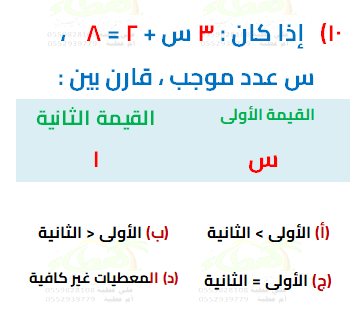 ١٠) إذا كان : ٣ س + ٢ = ٨ ،
س عدد موجب ، قارن بين :
القيمة الأولى القيمة الثانية
س ١
(أ) الأولى > الثانية (ب) الأولى < الثانية
(ج) الأولى = الثانية (د) المعطيات غير كافية